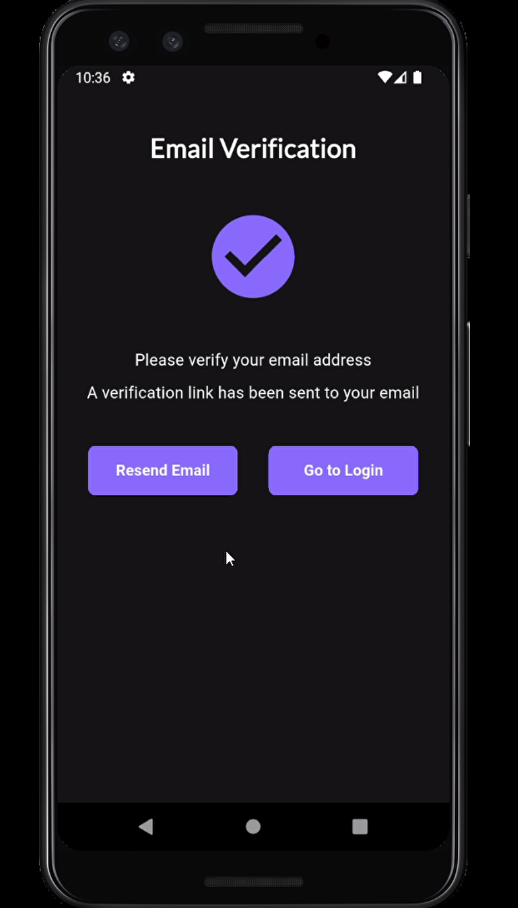 10:36
Email Verification
Please verify your email address
A verification link has been sent to your email
Resend Email
Go to Login